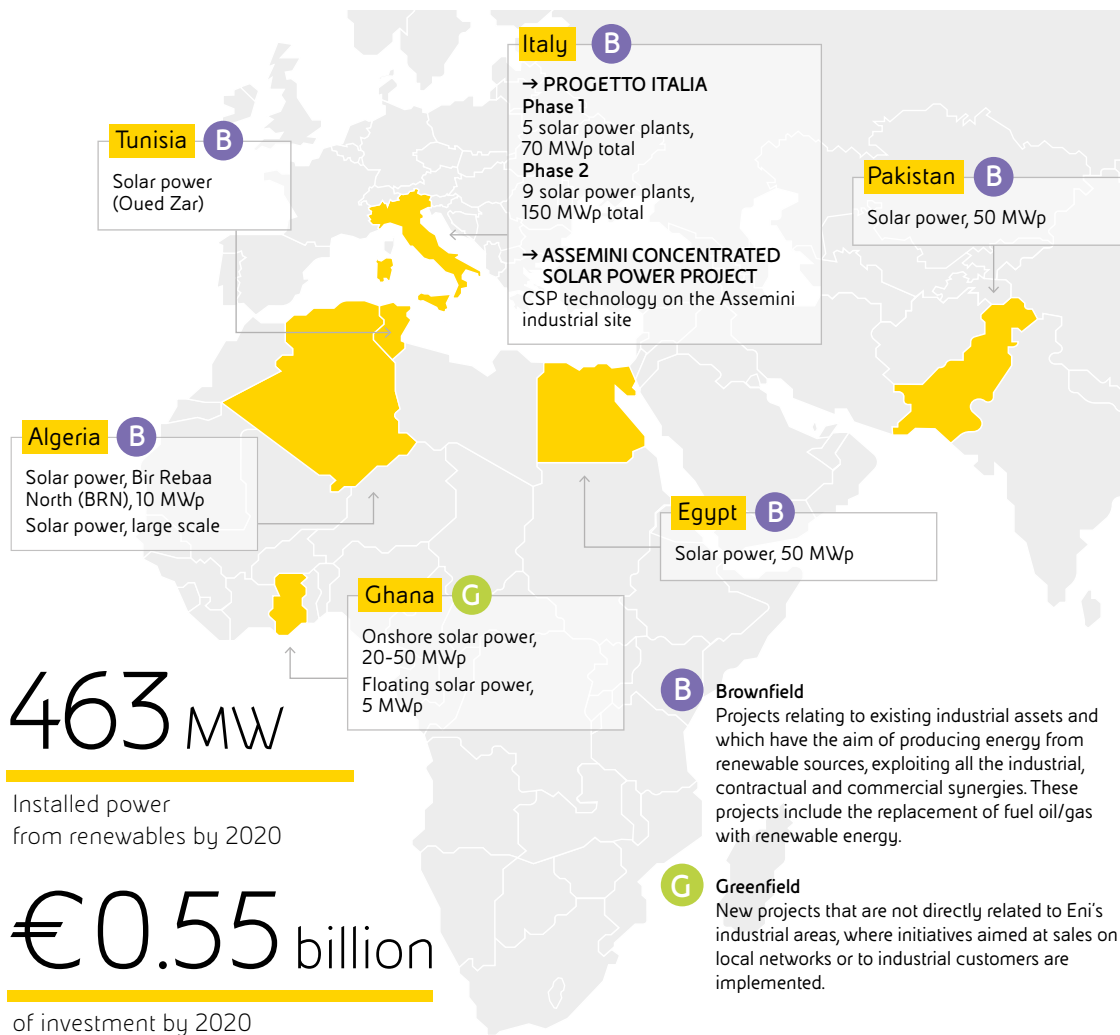 Italy B
→ PROGETTO ITALIA
Phase 1
5 solar power plants,
70 MWp total
Phase 2
9 solar power plants,
150 MWp total
→ ASSEMINI CONCENTRATED
SOLAR POWER PROJECT
CSP technology on the Assemini
industrial site
Tunisia B
Solar power
(Oued Zar)
Pakistan B
Solar power, 50 MWp
Algeria B
Solar power, Bir Rebaa
North (BRN), 10 MWp
Solar power, large scale
Egypt B
Solar power, 50 MWp
Ghana G
Onshore solar power,
20-50 MWp
Floating solar power,
5 MWp
463 MW
Installed power
from renewables by 2020
€0.55 billion
of investment by 2020
B Brownfield
Projects relating to existing industrial assets and
which have the aim of producing energy from
renewable sources, exploiting all the industrial,
contractual and commercial synergies. These
projects include the replacement of fuel oil/gas
with renewable energy.
G Greenfield
New projects that are not directly related to Eni's
industrial areas, where initiatives aimed at sales on
local networks or to industrial customers are
implemented.